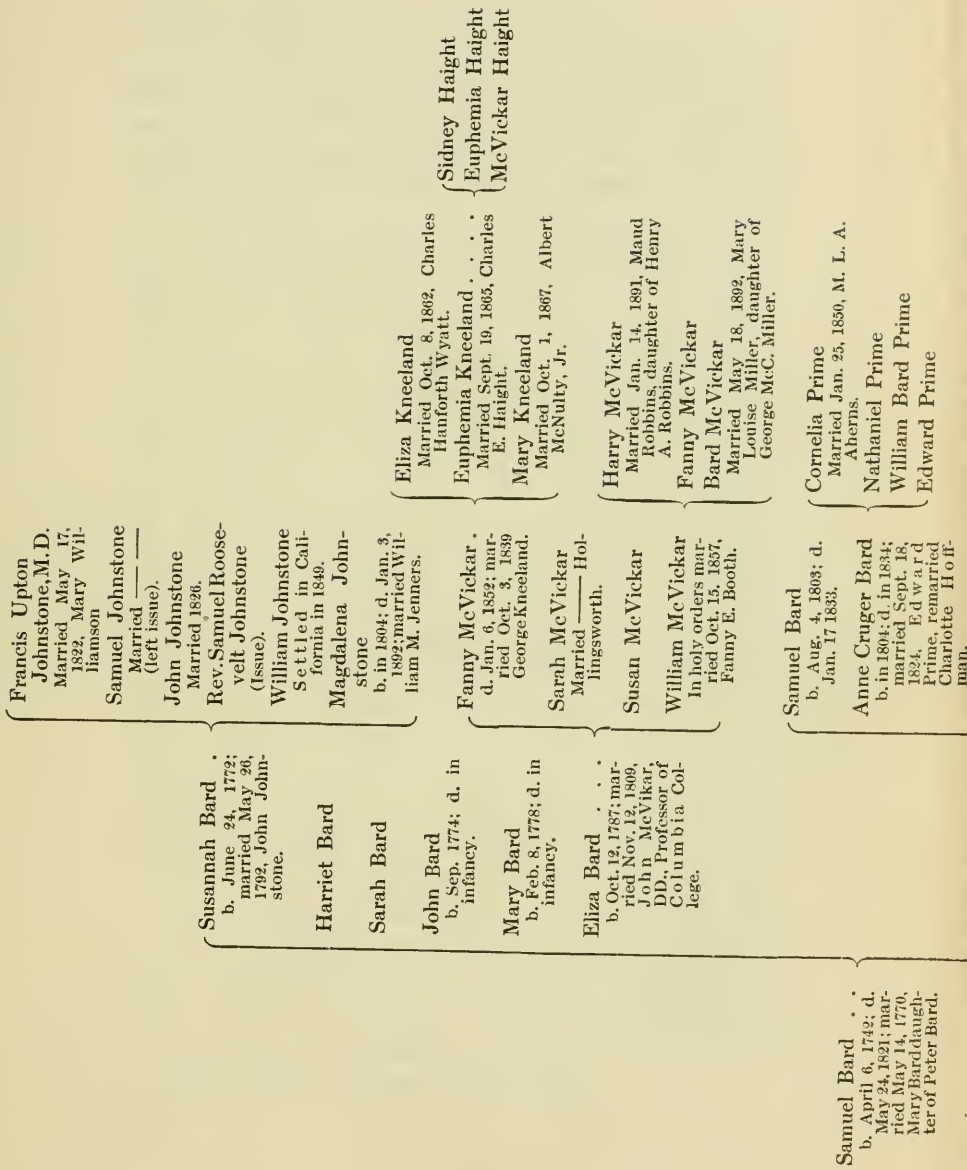 Samuel Bard . .
b. April 6, 1742; d.
May 24, 1821; mar-
ried May 14, 1770,
Mary Bard daugh-
ter of Peter Bard.
Susannah Bard .
b. June 24, 1772;
married May 26,
1792, John John-
stone.
Harriet Bard
Sarah Bard
John Bard
b. Sep. 1774; d. in
infancy.
Mary Bard
b. Feb. 8, 1778; d. in
infancy.
Eliza Bard . . .
b. Oct. 12, 1787; mar-
ried Nov. 12, 1809,
John McVikar,
DD., Professor of
Columbia Col-
lege.
Francis Upton
Johnstone, M. D.
Married May 17,
1822, Mary Wil-
liamson
Samuel Johnstone
Married —— ——
(left issue).
John Johnstone
Married 1826.
Rev. Samuel Roose-
velt Johnstone
(Issue).
William Johnstone
Settled in Cali-
fornia in 1849.
Magdalena John-
stone
b. in 1804; d. Jan. 3,
1892; married Wil-
liam M. Jenners.
Fanny McVickar .
d. Jan. 6, 1852; mar-
ried Oct. 3, 1839
George Kneeland.
Sarah McVickar
Married —— Hol-
lingsworth.
Susan McVickar
William McVickar
In holy orders mar-
ried Oct. 15, 1857,
Fanny E. Booth.
Samuel Bard
b. Aug. 4, 1803; d.
Jan. 17 1833.
Anne Cruger Bard
b. in 1804; d. in 1834;
married Sept. 18,
1824, Edward
Prime, remarried
Charlotte Hoff-
man.
Eliza Kneeland
Married Oct. 8, 1862, Charles
Hanforth Wyatt.
Euphemia Kneeland . . . .
Married Sept. 19, 1865, Charles
E. Haight.
Mary Kneeland
Married Oct. 1, 1867, Albert
McNulty, Jr.
Harry McVickar
Married Jan. 14. 1891, Maud
Robbins, daughter of Henry
A. Robbins.
Fanny McVickar
Bard McVickar
Married May 18, 1892, Mary
Louise Miller, daughter of
George McC. Miller.
Cornelia Prime
Married Jan. 25, 1850, M. L. A.
Aherns.
Nathaniel Prime
William Bard Prime
Edward Prime
Sidney Haight
Euphemia Haight
McVickar Haight